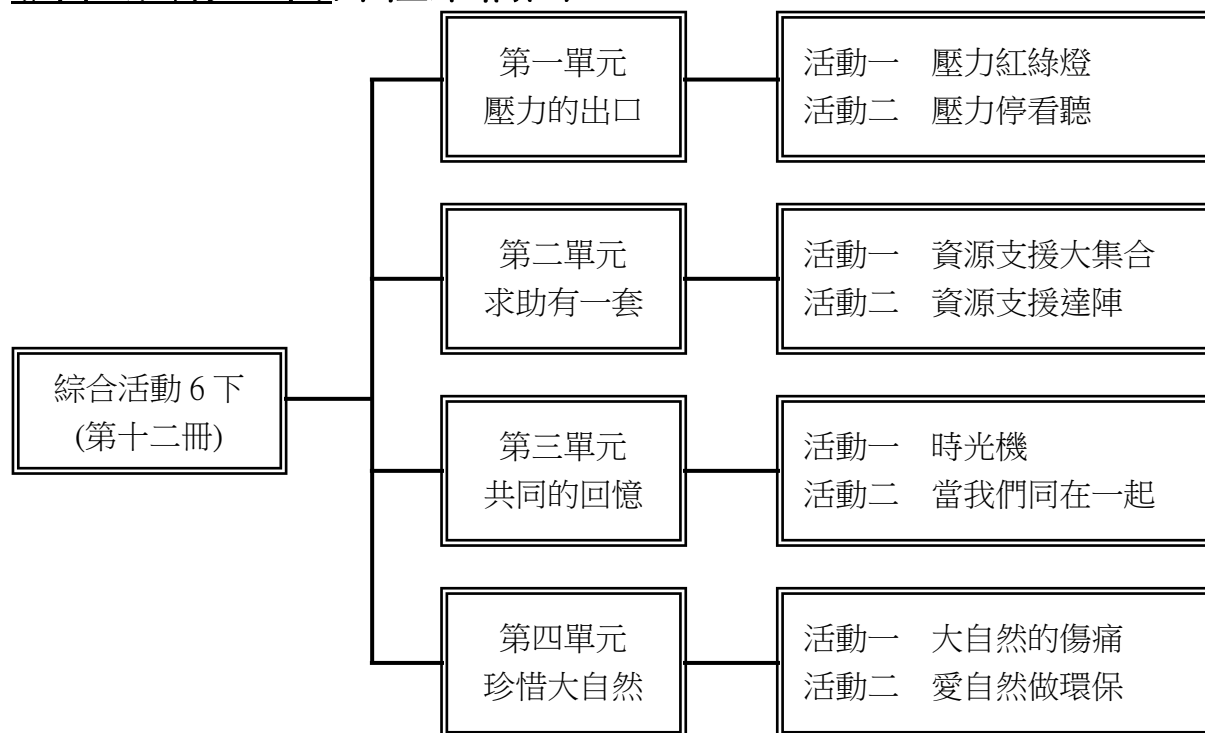 第一單元
壓力的出口
活動一　壓力紅綠燈
活動二　壓力停看聽
第二單元
求助有一套
活動一　資源支援大集合
活動二　資源支援達陣
綜合活動 6 下
(第十二冊)
第三單元
共同的回憶
活動一　時光機
活動二　當我們同在一起
第四單元
珍惜大自然
活動一　大自然的傷痛
活動二　愛自然做環保